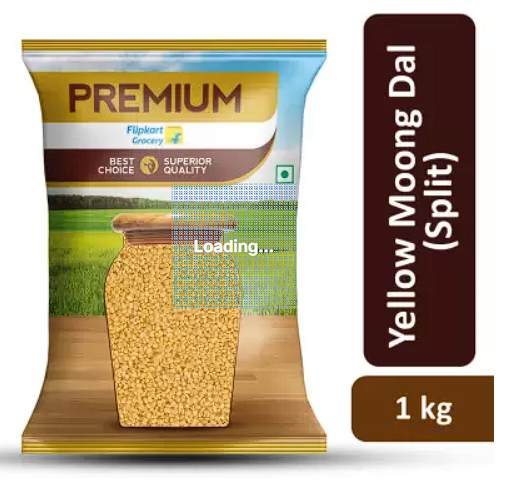 PREMIUM
Flipkart
Grocery
BEST
CHOICE
SUPERIOR
QUALITY
Loading...
Yellow Moong Dal
(Split)
1 kg